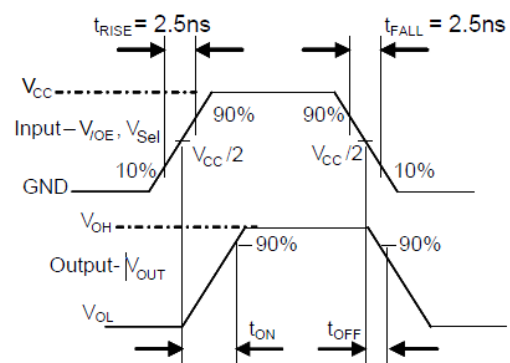 tRISE = 2.5ns
tFALL = 2.5ns
VCC
90%
90%
Input– V/OE, VSel
VCC/2
VCC/2
10%
10%
GND
VOH
90%
90%
Output- VOUT
VOL
tON
tOFF